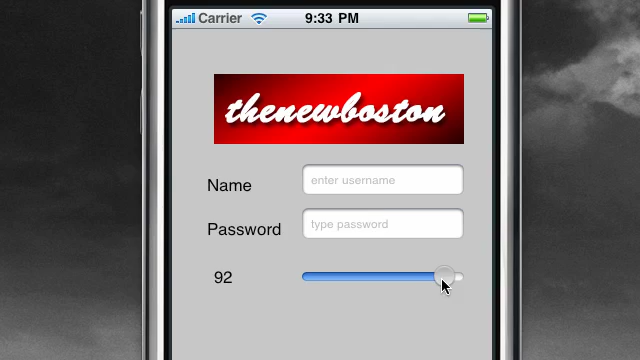 Carrier 9:33 PM
thenewboston
Name enter username
Password type password
92